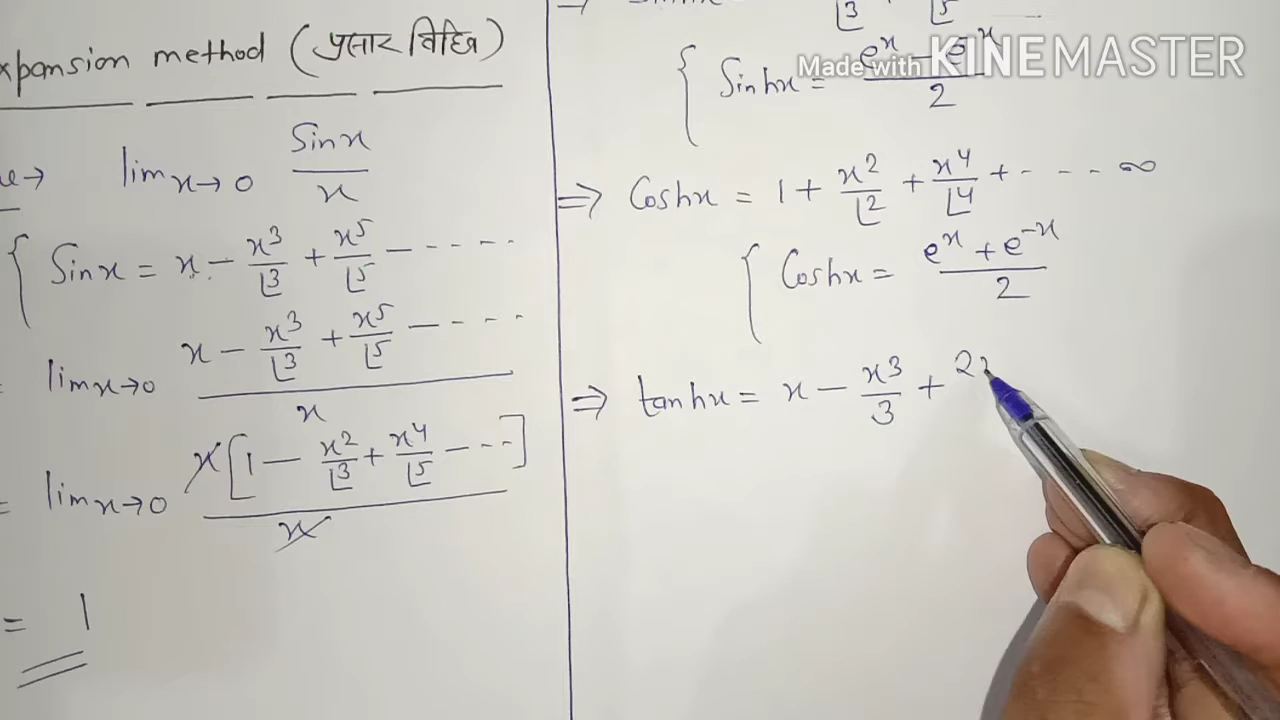 xpansion method (प्रसार विधि)
lim x→0 sinx/x
{ Sinx = x - x³/⌊3 + x⁵/⌊5 - - - - - -
lim x→0 (x - x³/⌊3 + x⁵/⌊5 - - - - -)/x
= lim x→0 x[1 - x²/⌊3 + x⁴/⌊5 - - - -]/x
= 1
Made with KINEMASTER
{ Sinhx = (eˣ - e⁻ˣ)/2
⇒ Coshx = 1 + x²/⌊2 + x⁴/⌊4 + - - - - ∞
{ Coshx = (eˣ + e⁻ˣ)/2
⇒ tanhx = x - x³/3 + 2x